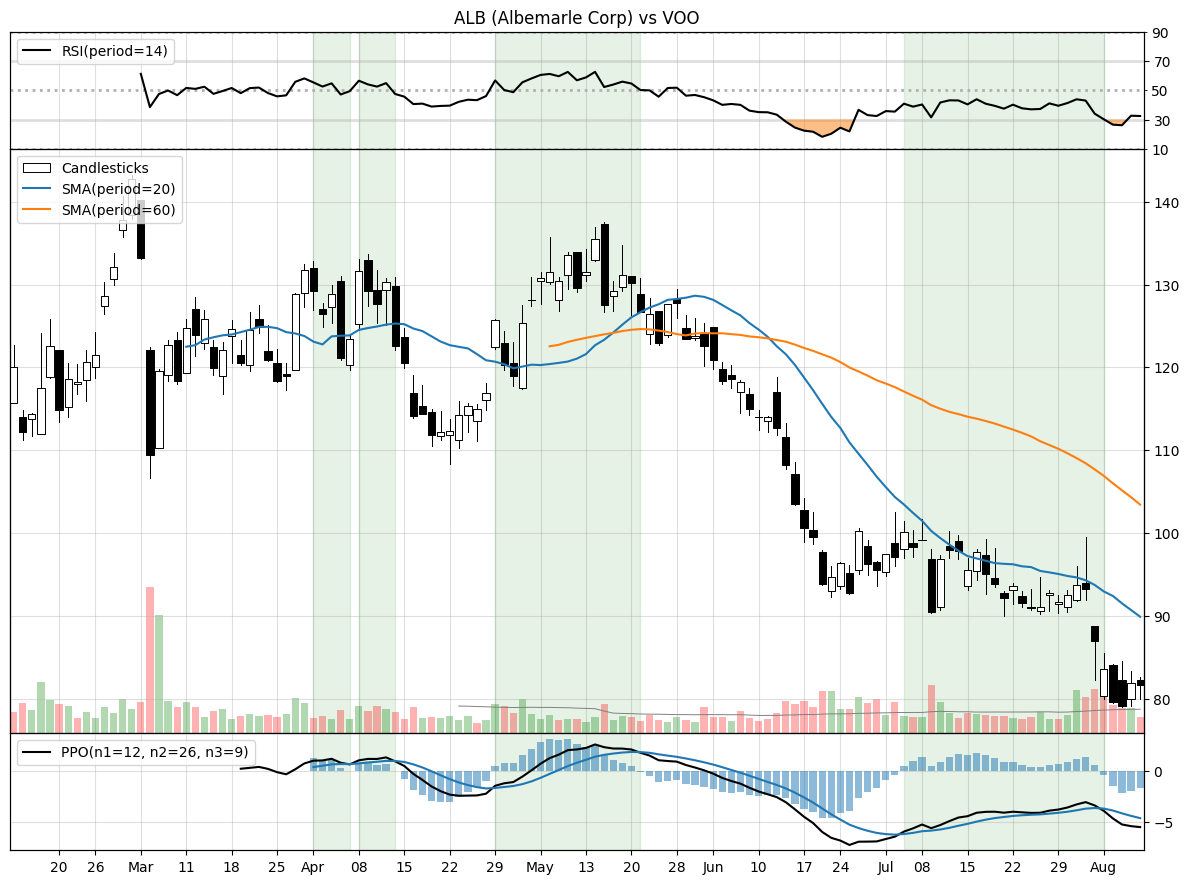 ALB (Albemarle Corp) vs VOO
RSI(period=14)
90
70
50
30
10
Candlesticks
SMA(period=20)
SMA(period=60)
140
130
120
110
100
90
80
PPO(n1=12, n2=26, n3=9)
0
−5
20 26 Mar 11 18 25 Apr 08 15 22 29 May 13 20 28 Jun 10 17 24 Jul 08 15 22 29 Aug